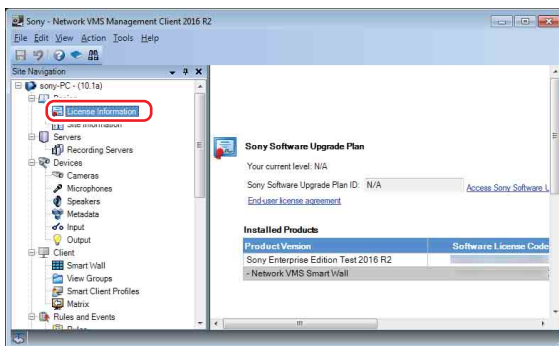 Sony - Network VMS Management Client 2016 R2
File Edit View Action Tools Help
Site Navigation
sony-PC - (10.1a)
License Information
Site Information
Servers
Recording Servers
Devices
Cameras
Microphones
Speakers
Metadata
Input
Output
Client
Smart Wall
View Groups
Smart Client Profiles
Matrix
Rules and Events
Rules
Sony Software Upgrade Plan
Your current level: N/A
Sony Software Upgrade Plan ID: N/A Access Sony Software U
End-user license agreement
Installed Products
Product Version Software License Code
Sony Enterprise Edition Test 2016 R2
- Network VMS Smart Wall